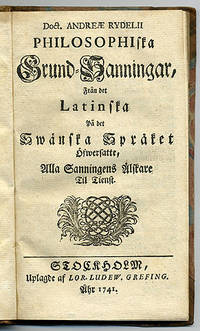 Doct. ANDREÆ RYDELII
PHILOSOPHIska
Grund-Sanningar,
Från det
Latinska
På det
Swänska Språket
Öfwersatte,
Alla Sanningens Älskare
Til Tienst.
STOCKHOLM,
Uplagde af LOR. LUDEW. GREFING.
Åhr 1741.